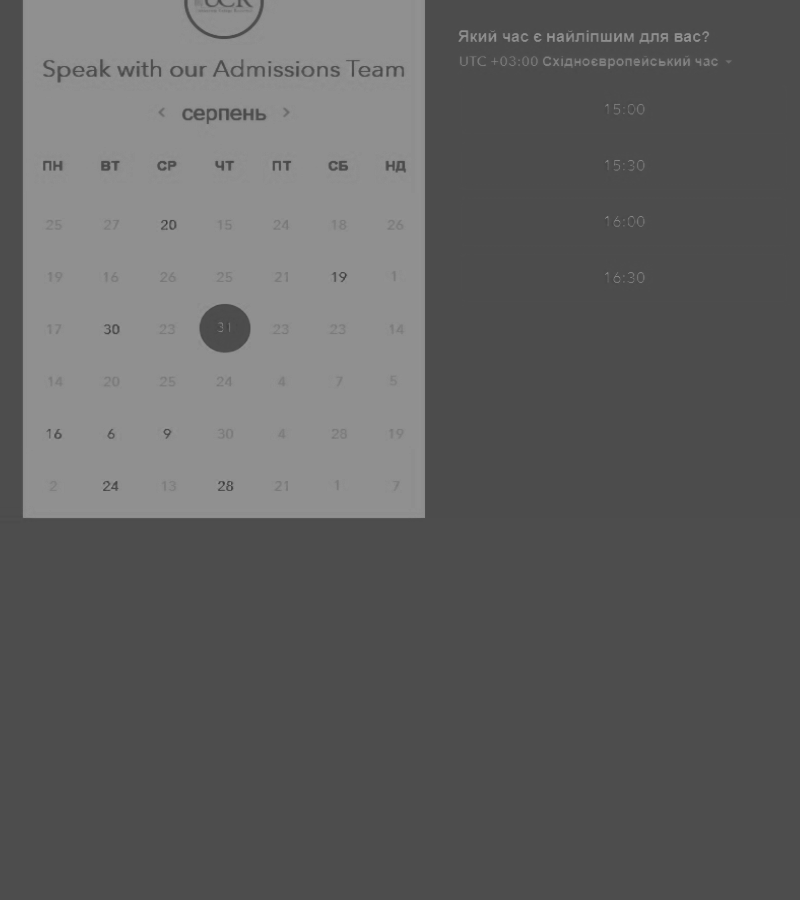 UCR
Speak with our Admissions Team
< серпень >
ПН ВТ СР ЧТ ПТ СБ НД
25 27 20 15 24 18 26
19 16 26 25 21 19 1
17 30 23 31 23 23 14
14 20 25 24 4 7 5
16 6 9 30 4 28 19
2 24 13 28 21 1 7
Який час є найліпшим для вас?
UTC +03:00 Східноєвропейський час
15:00
15:30
16:00
16:30